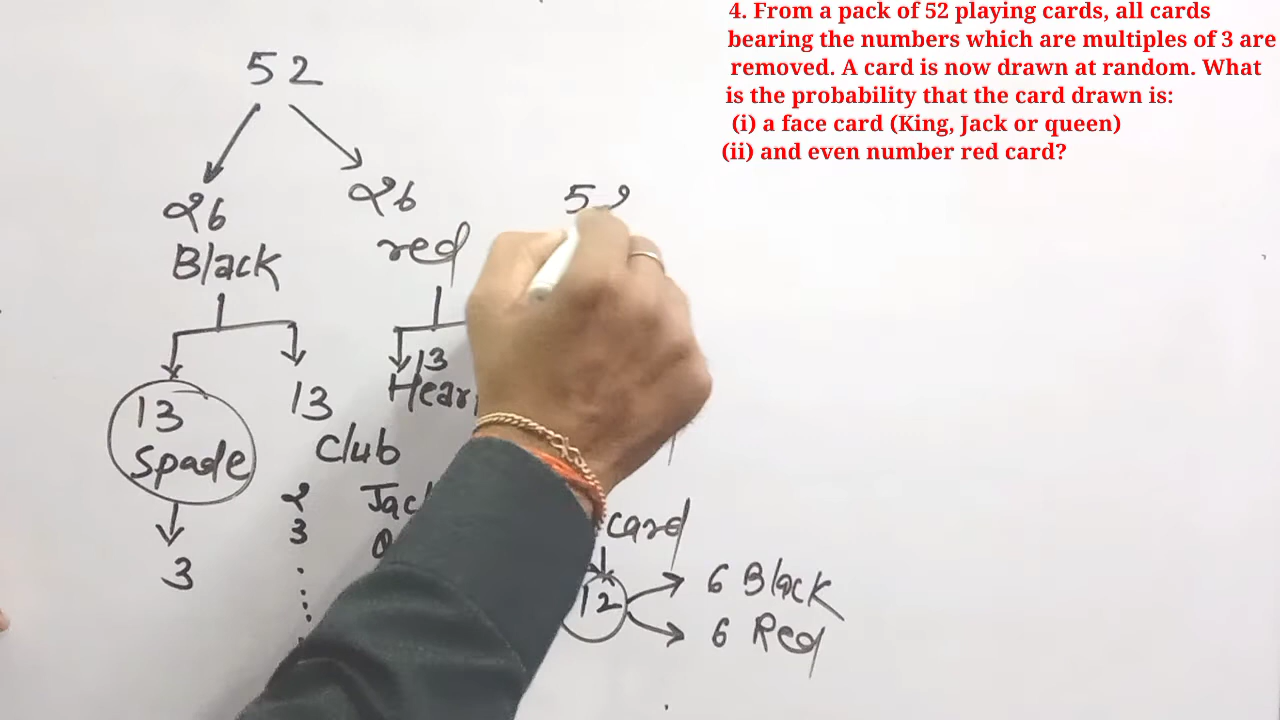 4. From a pack of 52 playing cards, all cards
bearing the numbers which are multiples of 3 are
removed. A card is now drawn at random. What
is the probability that the card drawn is:
(i) a face card (King, Jack or queen)
(ii) and even number red card?
52
26
Black
26
red
13
Spade
3
13
Club
2
3
13
52
card
12
6 Black
6 Red